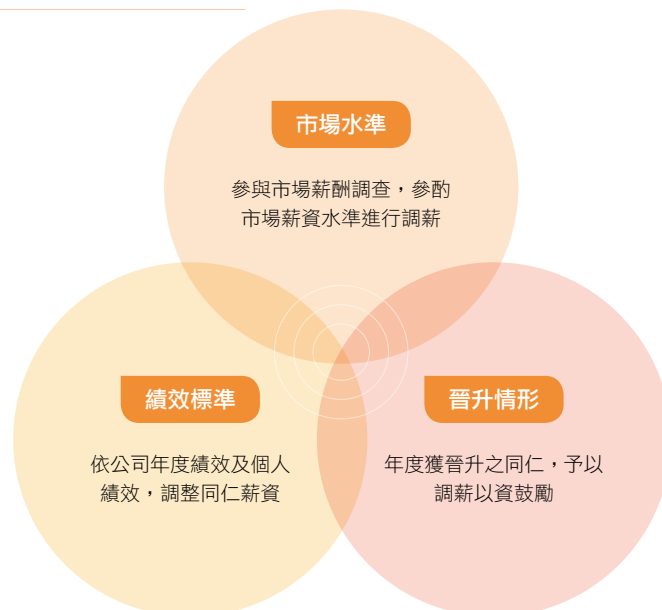 市場水準
參與市場薪酬調查，參酌
市場薪資水準進行調薪
績效標準
依公司年度績效及個人
績效，調整同仁薪資
晉升情形
年度獲晉升之同仁，予以
調薪以資鼓勵